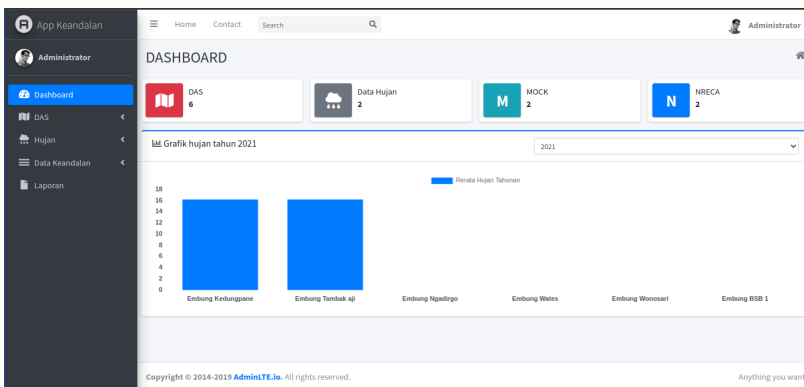 App Keandalan
Home Contact Search Administrator
Administrator
DASHBOARD
Dashboard
DAS
Hujan
Data Keandalan
Laporan
DAS
6
Data Hujan
2
M MOCK
2
N NRECA
2
Grafik hujan tahun 2021
2021
Rerata Hujan Tahunan
18
16
14
12
10
8
6
4
2
0
Embung Kedungpane Embung Tambak aji Embung Ngadirgo Embung Wates Embung Wonosari Embung BSB 1
Copyright © 2014-2019 AdminLTE.io. All rights reserved. Anything you want